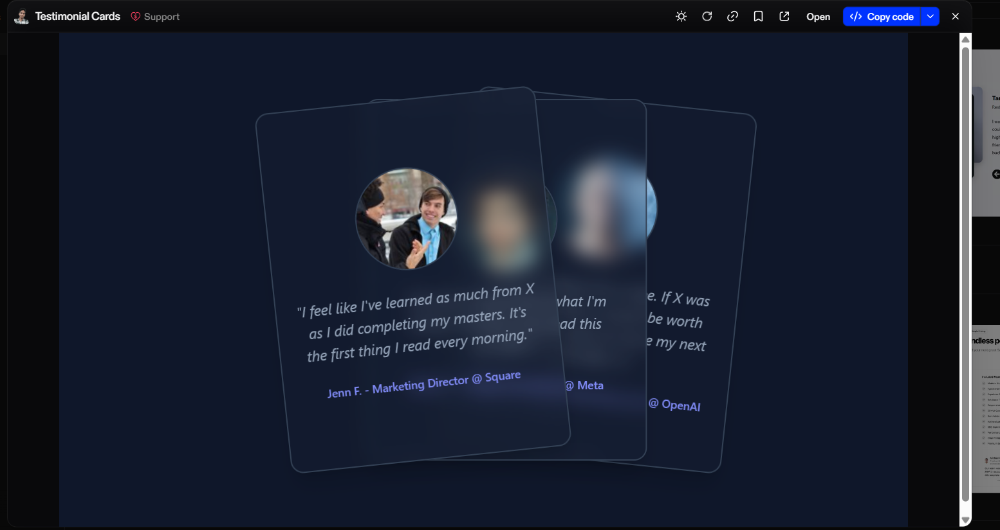 Testimonial Cards
Support
Open
</> Copy code
"I feel like I've learned as much from X
as I did completing my masters. It's
the first thing I read every morning."
Jenn F. - Marketing Director @ Square
what I'm
ad this
@ Meta
e. If X was
be worth
e my next
@ OpenAI
ndless p